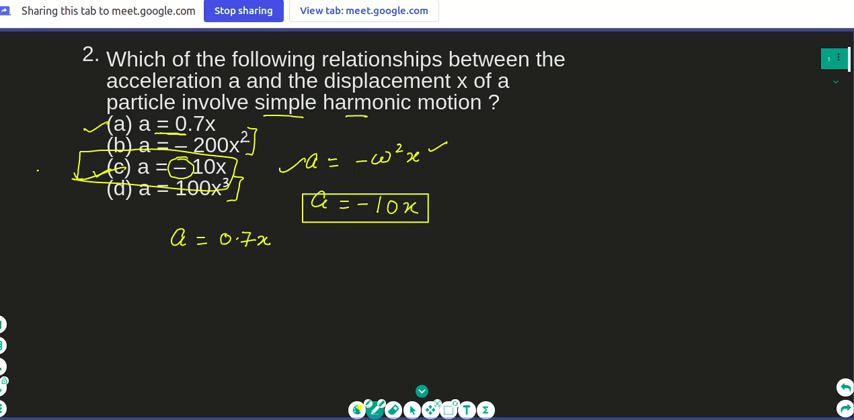 Sharing this tab to meet.google.com Stop sharing View tab: meet.google.com
2. Which of the following relationships between the
acceleration a and the displacement x of a
particle involve simple harmonic motion ?
(a) a = 0.7x
(b) a = – 200x²
(c) a = – 10x
(d) a = 100x³
a = -ω²x
a = -10x
a = 0.7x
1
T Σ